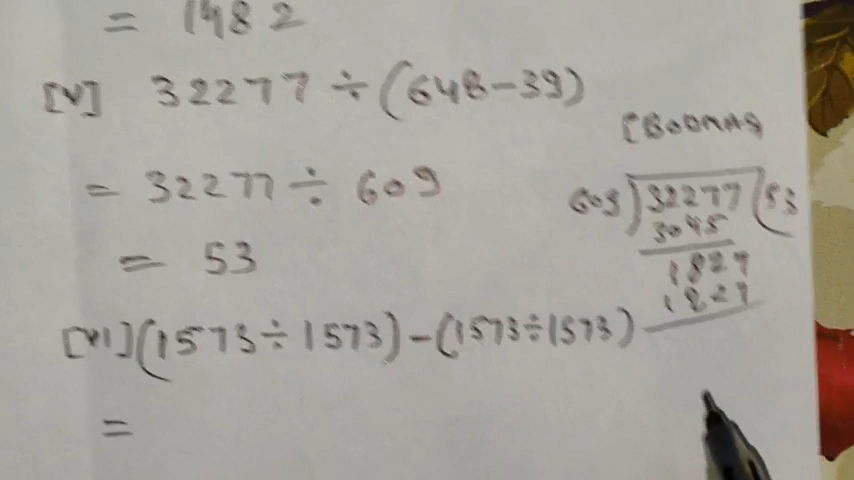 = 1482
[V] 32277 ÷ (648-39)
[BODMAS]
= 32277 ÷ 609
609)32277(53
3045
1827
1827
= 53
[VI] (1573÷1573)-(1573÷1573)
=